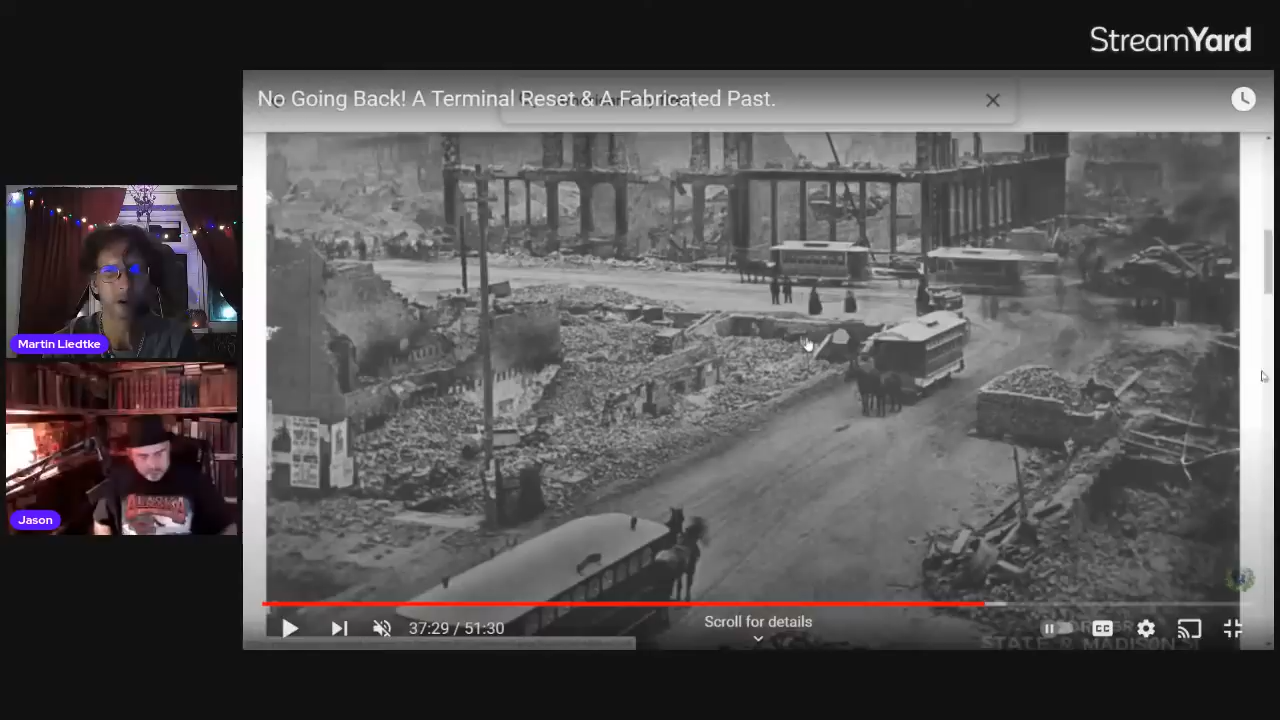 StreamYard
No Going Back! A Terminal Reset & A Fabricated Past.
Martin Liedtke
Jason
37:29 / 51:30
Scroll for details
CC
STATE & MADISON ST